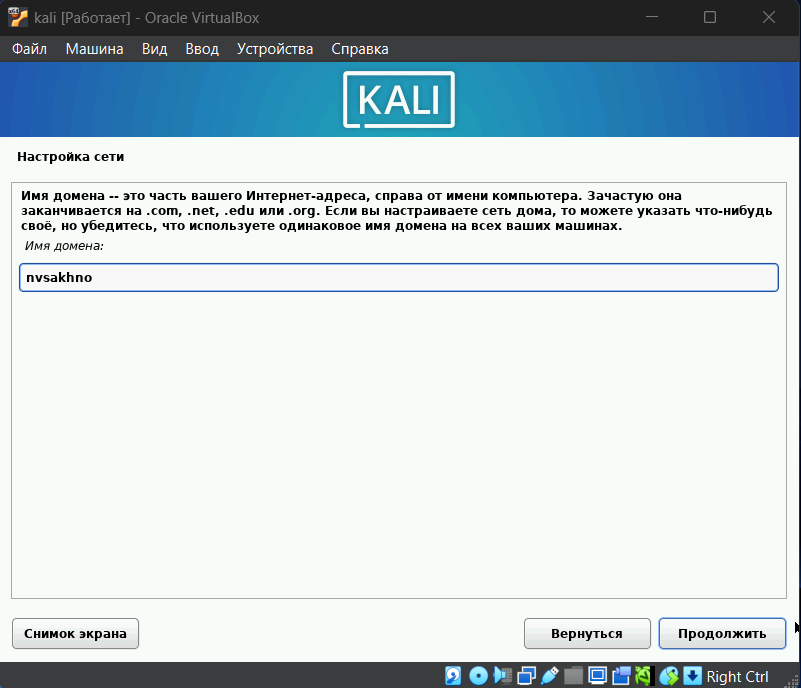 kali [Работает] - Oracle VirtualBox
Файл Машина Вид Ввод Устройства Справка
KALI
Настройка сети
Имя домена -- это часть вашего Интернет-адреса, справа от имени компьютера. Зачастую она
заканчивается на .com, .net, .edu или .org. Если вы настраиваете сеть дома, то можете указать что-нибудь
своё, но убедитесь, что используете одинаковое имя домена на всех ваших машинах.
Имя домена:
nvsakhno
Снимок экрана Вернуться Продолжить
Right Ctrl